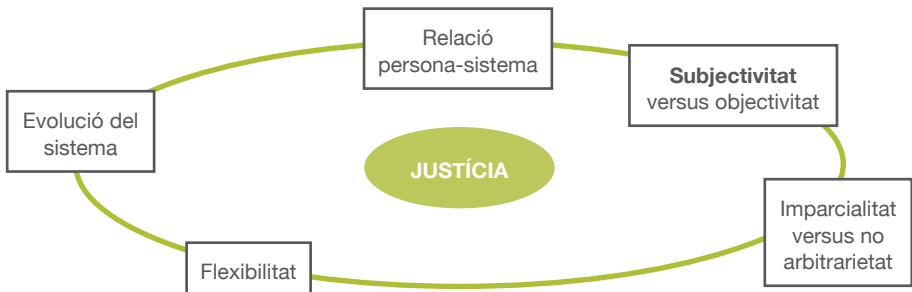 Relació
persona-sistema
Subjectivitat
versus objectivitat
Evolució del
sistema
JUSTÍCIA
Imparcialitat
versus no
arbitrarietat
Flexibilitat